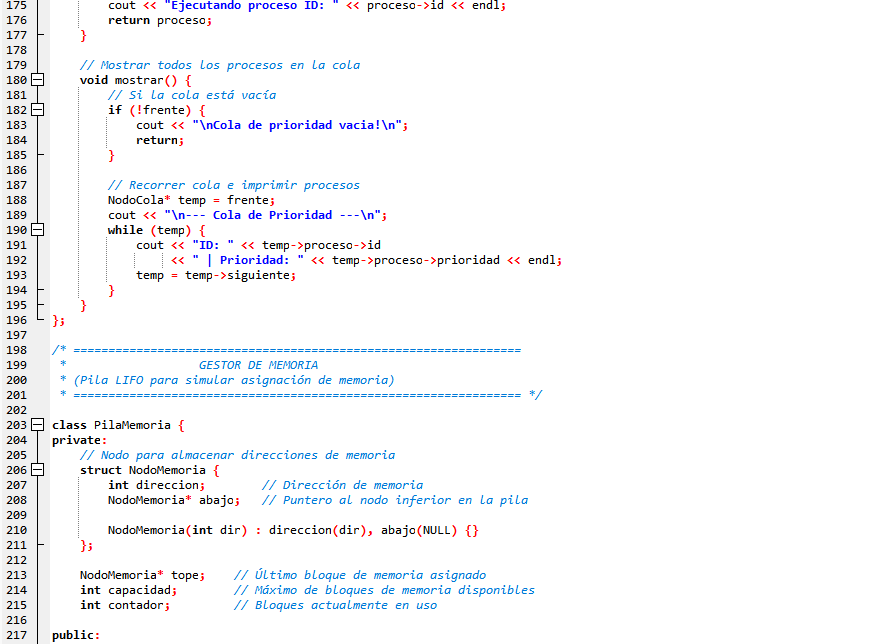 175 cout << "Ejecutando proceso ID: " << proceso->id << endl;
176 return proceso;
177 }
178
179 // Mostrar todos los procesos en la cola
180 void mostrar() {
181 // Si la cola está vacía
182 if (!frente) {
183 cout << "\nCola de prioridad vacia!\n";
184 return;
185 }
186
187 // Recorrer cola e imprimir procesos
188 NodoCola* temp = frente;
189 cout << "\n--- Cola de Prioridad ---\n";
190 while (temp) {
191 cout << "ID: " << temp->proceso->id
192 << " | Prioridad: " << temp->proceso->prioridad << endl;
193 temp = temp->siguiente;
194 }
195 }
196 };
197
198 /* ================================================================
199 * GESTOR DE MEMORIA
200 * (Pila LIFO para simular asignación de memoria)
201 * ================================================================ */
202
203 class PilaMemoria {
204 private:
205 // Nodo para almacenar direcciones de memoria
206 struct NodoMemoria {
207 int direccion; // Dirección de memoria
208 NodoMemoria* abajo; // Puntero al nodo inferior en la pila
209
210 NodoMemoria(int dir) : direccion(dir), abajo(NULL) {}
211 };
212
213 NodoMemoria* tope; // Último bloque de memoria asignado
214 int capacidad; // Máximo de bloques de memoria disponibles
215 int contador; // Bloques actualmente en uso
216
217 public: